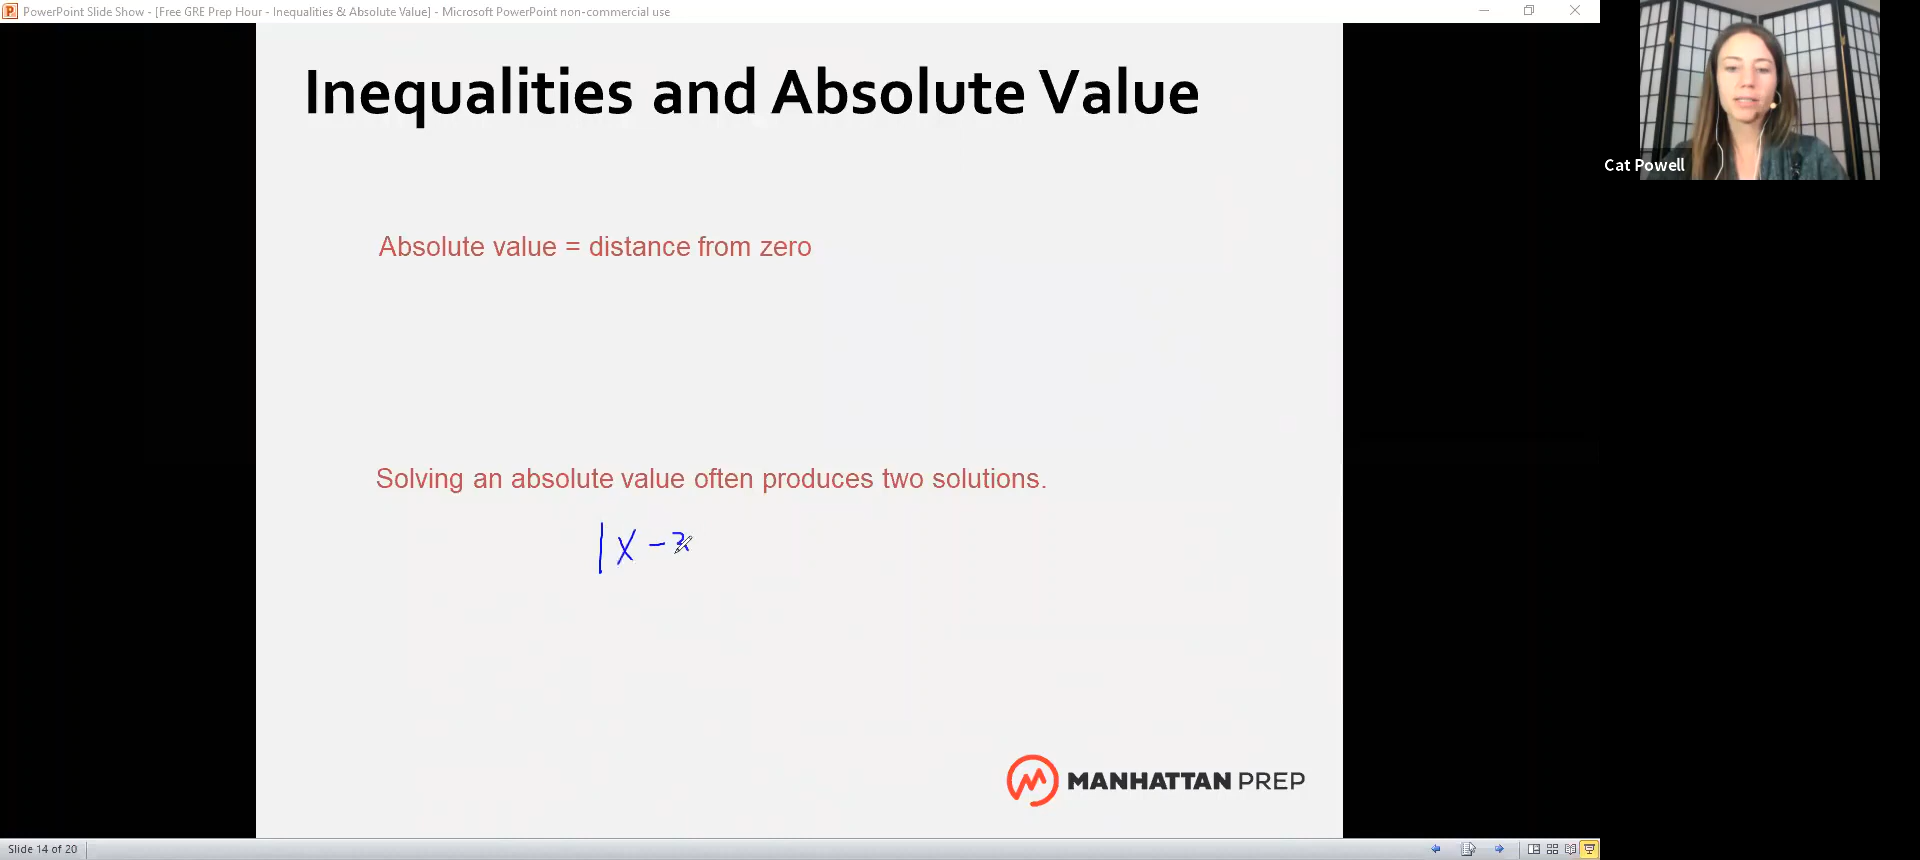 PowerPoint Slide Show - [Free GRE Prep Hour - Inequalities & Absolute Value] - Microsoft PowerPoint non-commercial use
Inequalities and Absolute Value
Cat Powell
Absolute value = distance from zero
Solving an absolute value often produces two solutions.
|x -
MANHATTAN PREP
Slide 14 of 20